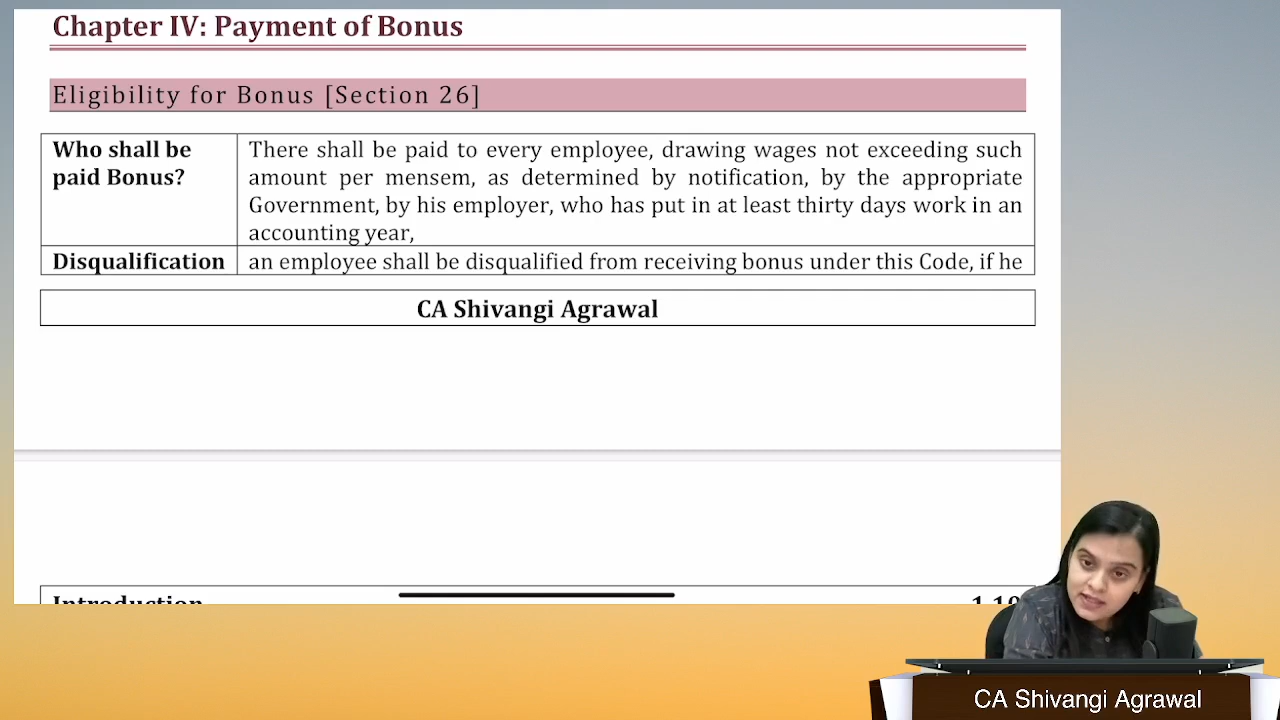 Chapter IV: Payment of Bonus
Eligibility for Bonus [Section 26]
Who shall be
paid Bonus?
There shall be paid to every employee, drawing wages not exceeding such
amount per mensem, as determined by notification, by the appropriate
Government, by his employer, who has put in at least thirty days work in an
accounting year,
Disqualification
an employee shall be disqualified from receiving bonus under this Code, if he
CA Shivangi Agrawal
Introduction
CA Shivangi Agrawal